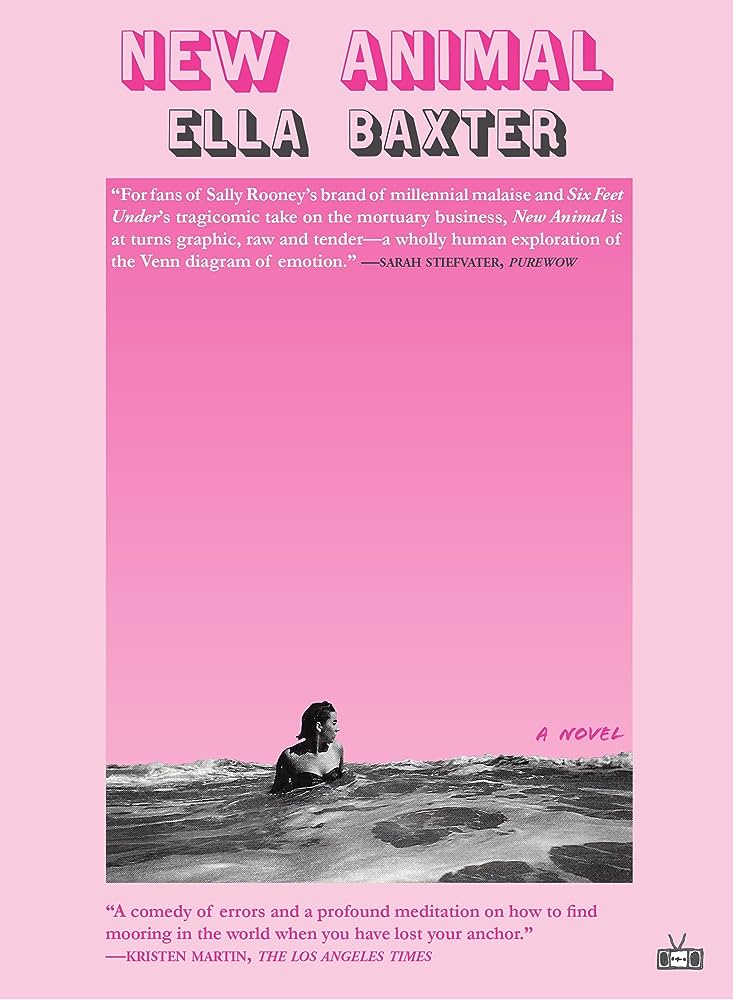 NEW ANIMAL
ELLA BAXTER
“For fans of Sally Rooney’s brand of millennial malaise and Six Feet
Under’s tragicomic take on the mortuary business, New Animal is
at turns graphic, raw and tender—a wholly human exploration of
the Venn diagram of emotion.” —SARAH STIEFVATER, PUREWOW
A NOVEL
“A comedy of errors and a profound meditation on how to find
mooring in the world when you have lost your anchor.”
—KRISTEN MARTIN, THE LOS ANGELES TIMES